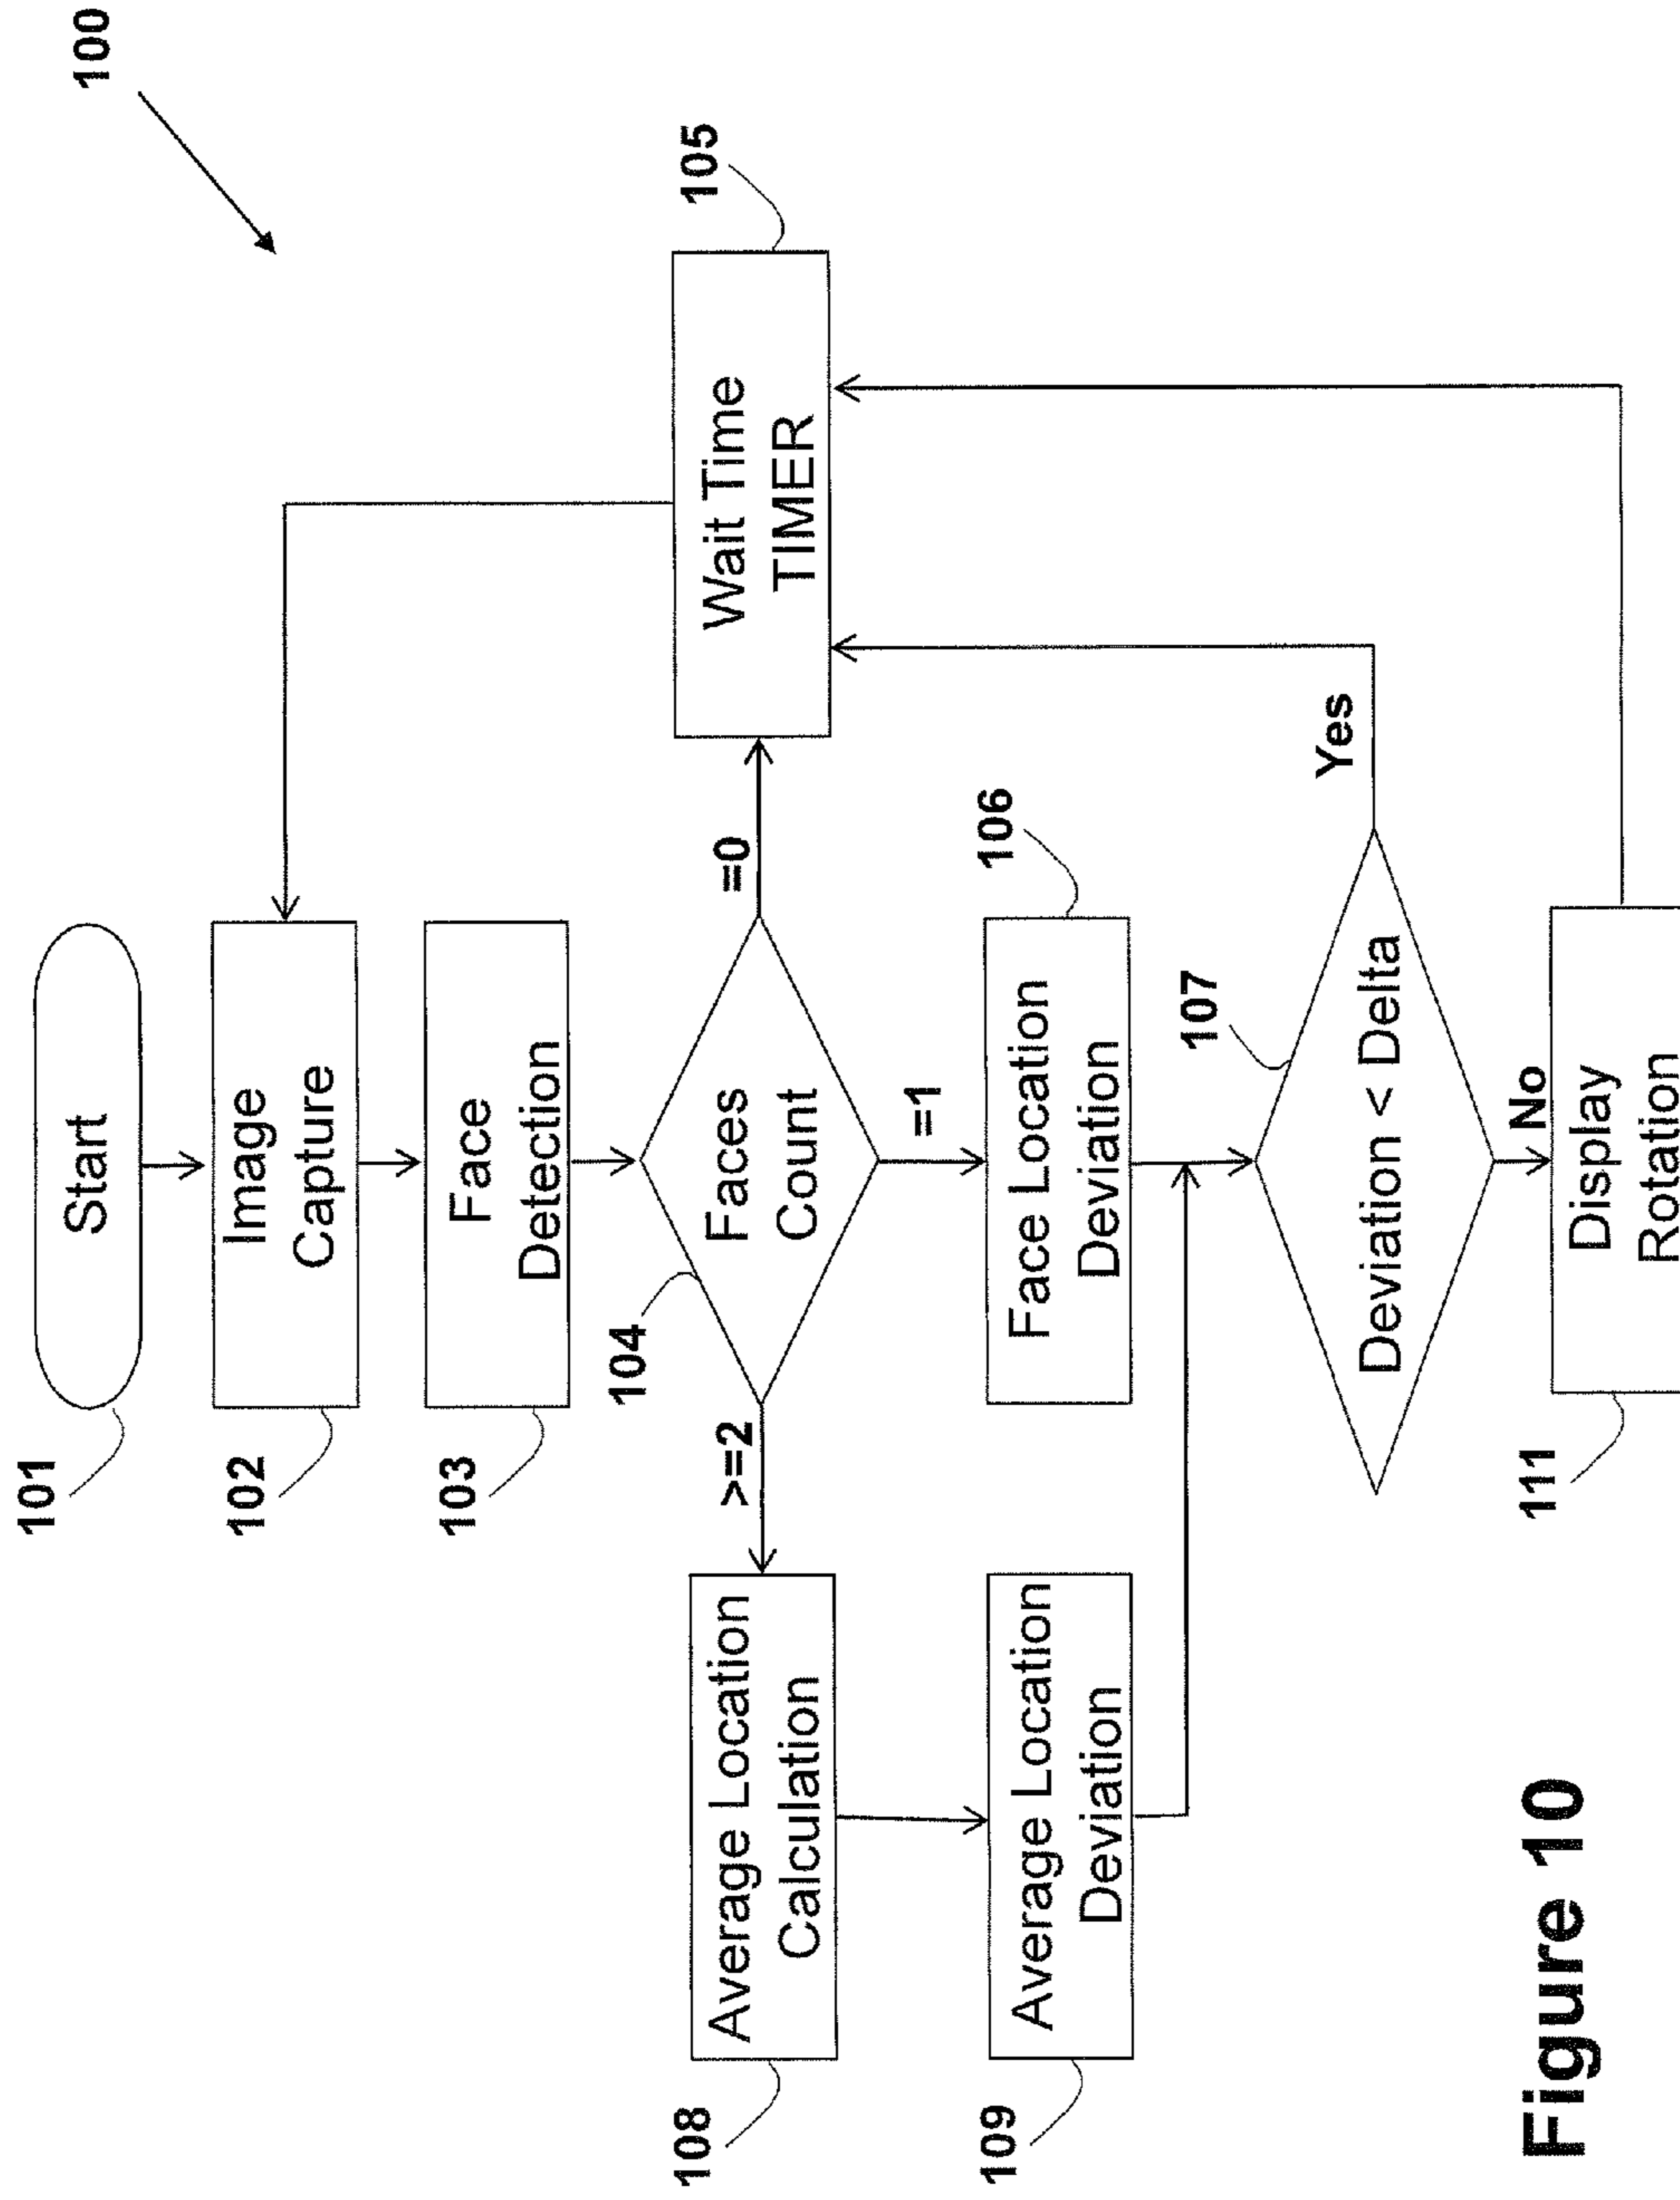 100
101
Start
102
Image
Capture
103
Face
Detection
104
Faces
Count
=0
>=2
=1
105
Wait Time
TIMER
108
Average Location
Calculation
106
Face Location
Deviation
109
Average Location
Deviation
107
Deviation < Delta
Yes
No
111
Display
Rotation
Figure 10